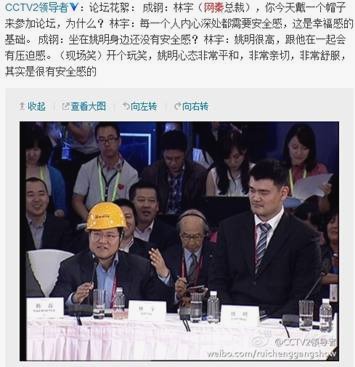 CCTV2领导者：论坛花絮： 成钢：林宇（网秦总裁），你今天戴一个帽子
来参加论坛，为什么？ 林宇：每一个人内心深处都需要安全感，这是幸福感
的基础。 成钢：坐在姚明身边还没有安全感？ 林宇：姚明很高，跟他在一起会
有压迫感。（现场笑）开个玩笑，姚明心态非常平和，非常亲切，非常舒服，
其实是很有安全感的
收起 查看大图 向左转 向右转
林 宇
姚 明
@CCTV2领导者
weibo.com/ruichenggangshow